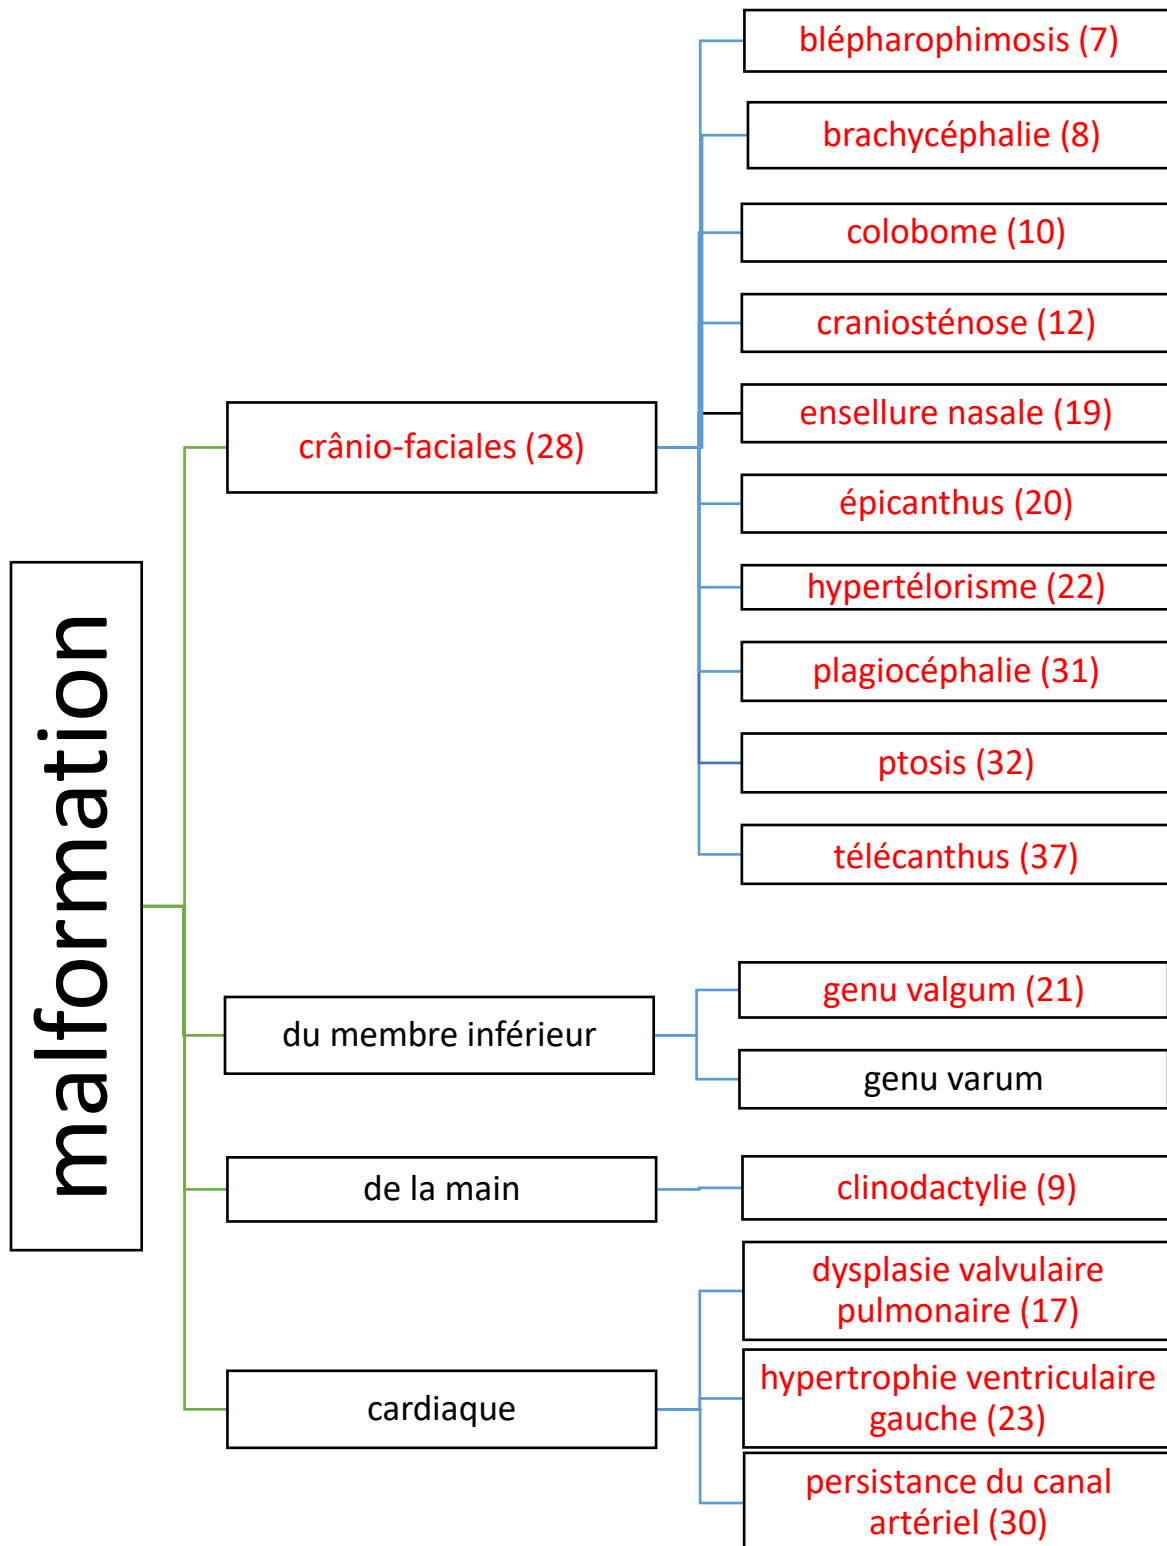 malformation
crânio-faciales (28)
blépharophimosis (7)
brachycéphalie (8)
colobome (10)
craniosténose (12)
ensellure nasale (19)
épicanthus (20)
hypertélorisme (22)
plagiocéphalie (31)
ptosis (32)
télécanthus (37)
du membre inférieur
genu valgum (21)
genu varum
de la main
clinodactylie (9)
cardiaque
dysplasie valvulaire
pulmonaire (17)
hypertrophie ventriculaire
gauche (23)
persistance du canal
artériel (30)